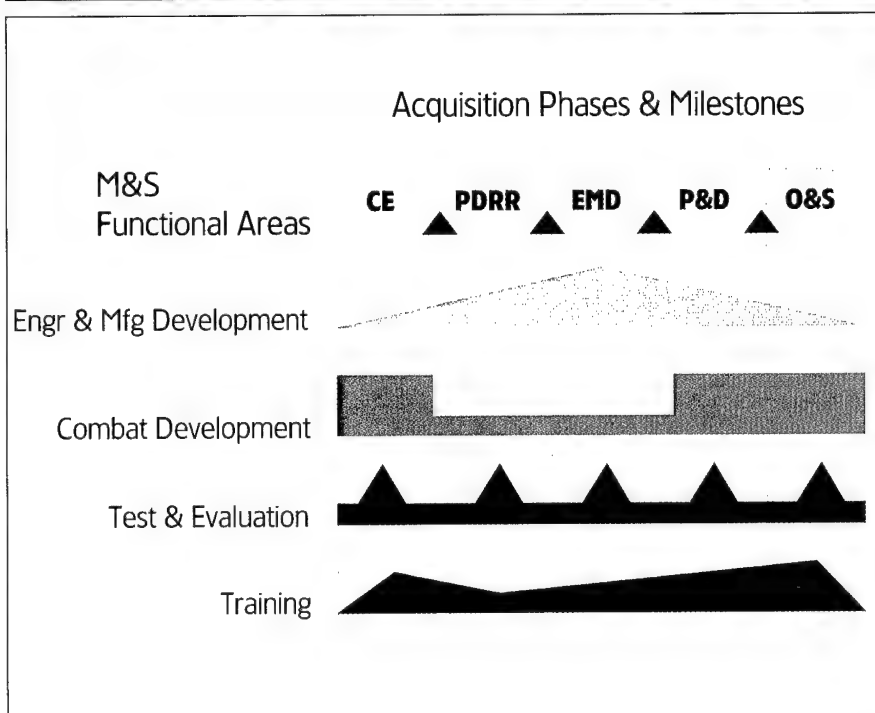 Acquisition Phases & Milestones
M&S
Functional Areas
CE PDRR EMD P&D O&S
Engr & Mfg Development
Combat Development
Test & Evaluation
Training